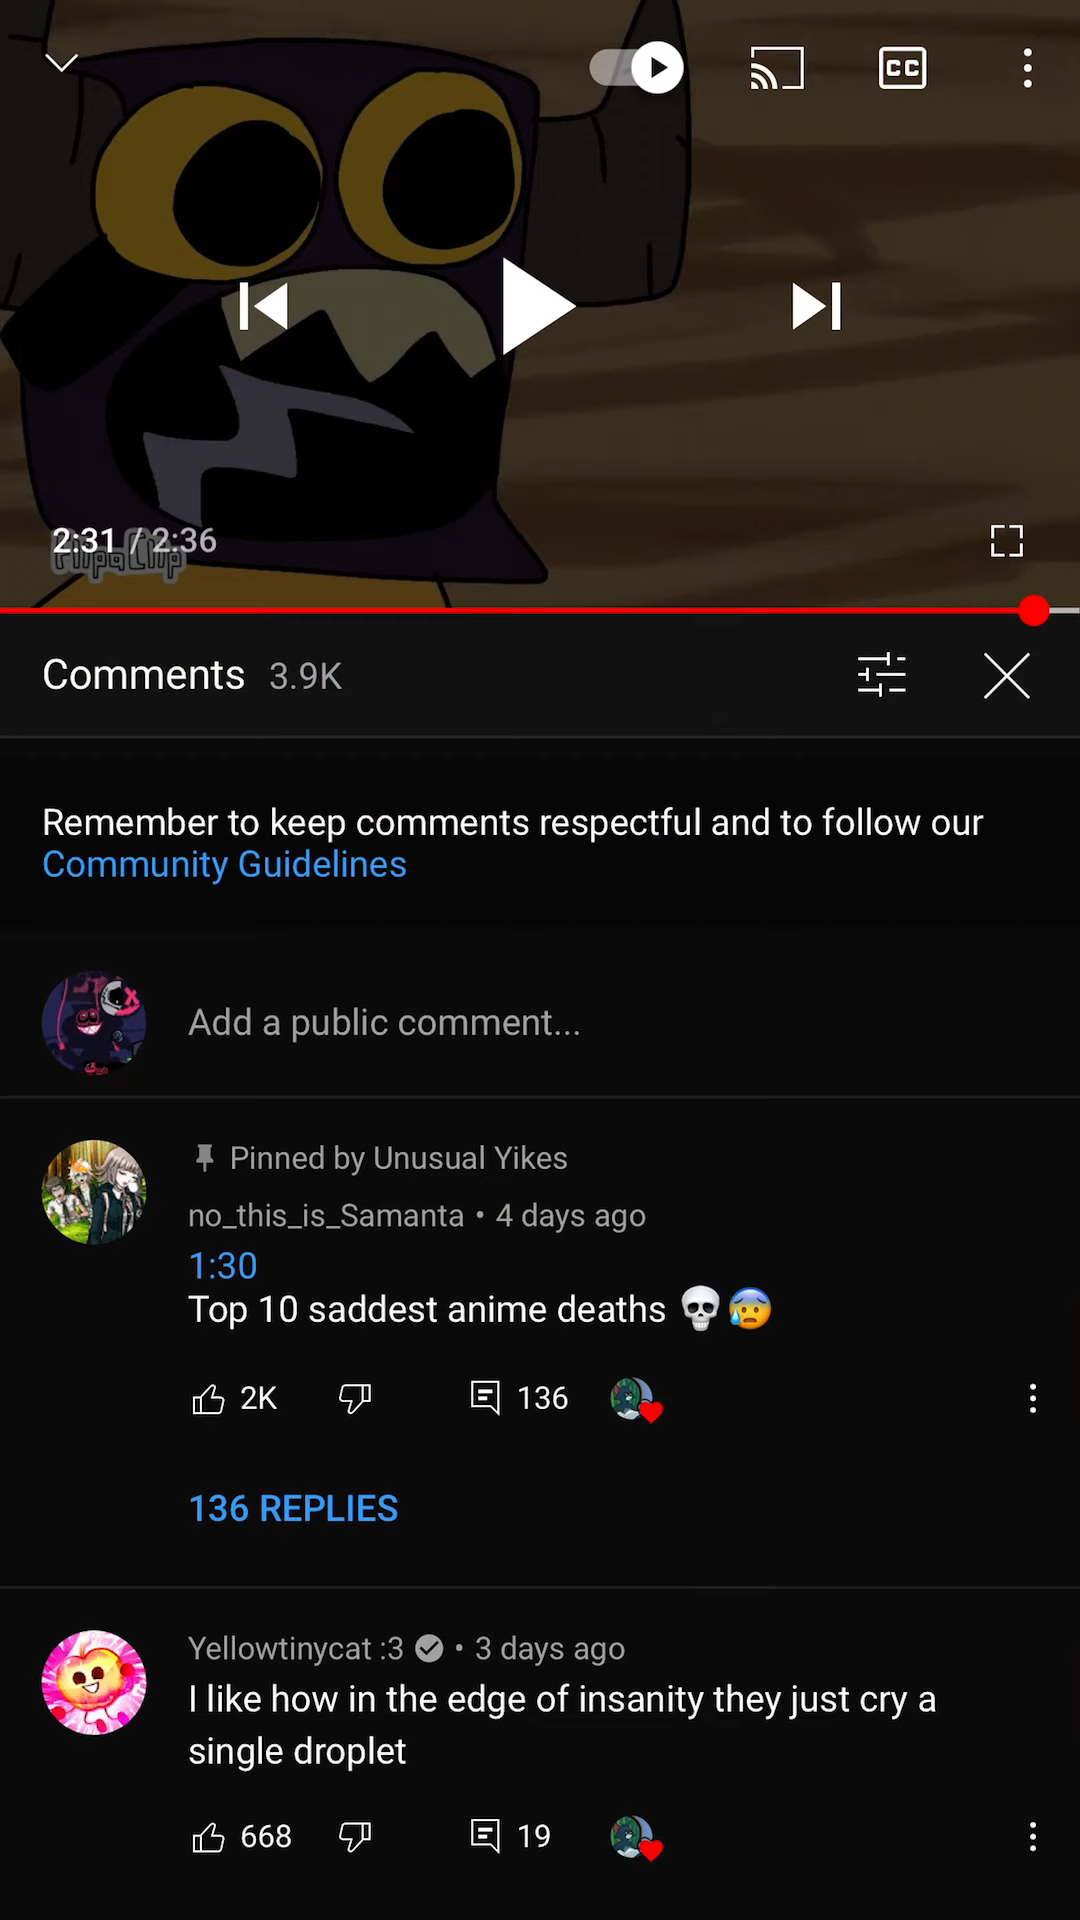 CC
2:31 / 2:36
FlipaClip
Comments 3.9K
Remember to keep comments respectful and to follow our
Community Guidelines
Add a public comment...
Pinned by Unusual Yikes
no_this_is_Samanta • 4 days ago
1:30
Top 10 saddest anime deaths 💀😰
2K 136
136 REPLIES
Yellowtinycat :3 • 3 days ago
I like how in the edge of insanity they just cry a
single droplet
668 19